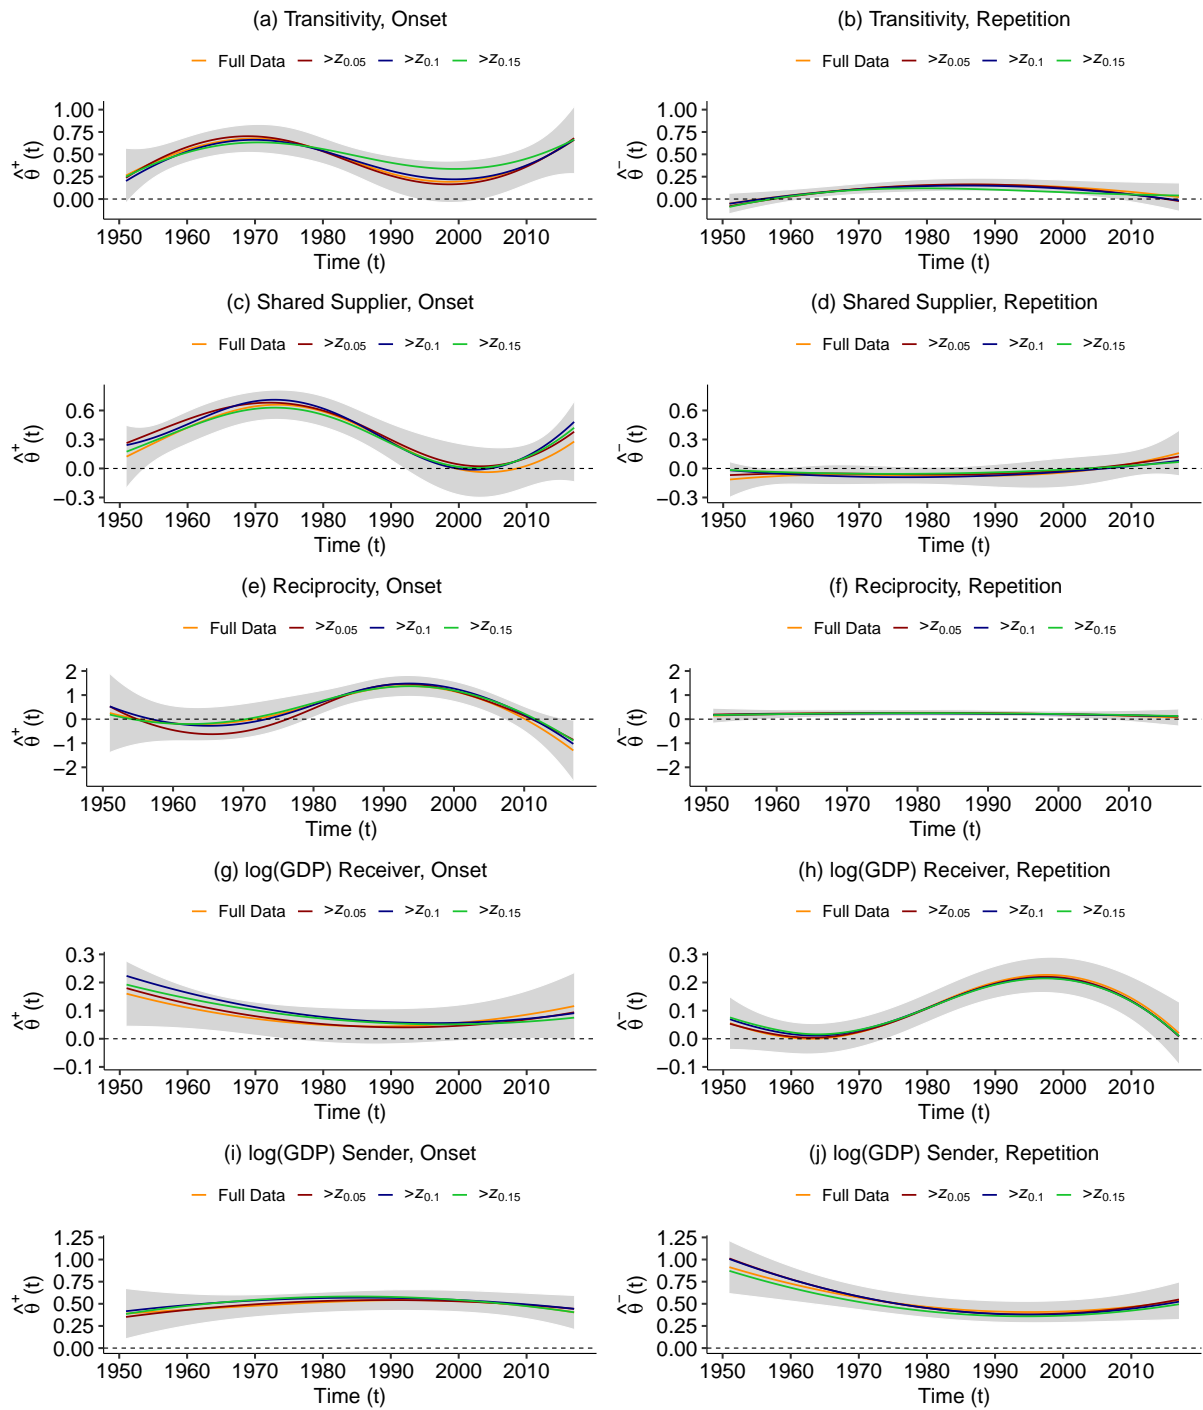 (a) Transitivity, Onset
Full Data >z0.05 >z0.1 >z0.15
1.00
0.75
0.50
0.25
0.00
θ̂⁺(t)
1950 1960 1970 1980 1990 2000 2010
Time (t)
(b) Transitivity, Repetition
Full Data >z0.05 >z0.1 >z0.15
1.00
0.75
0.50
0.25
0.00
θ̂⁻(t)
1950 1960 1970 1980 1990 2000 2010
Time (t)
(c) Shared Supplier, Onset
Full Data >z0.05 >z0.1 >z0.15
0.6
0.3
0.0
−0.3
θ̂⁺(t)
1950 1960 1970 1980 1990 2000 2010
Time (t)
(d) Shared Supplier, Repetition
Full Data >z0.05 >z0.1 >z0.15
0.6
0.3
0.0
−0.3
θ̂⁻(t)
1950 1960 1970 1980 1990 2000 2010
Time (t)
(e) Reciprocity, Onset
Full Data >z0.05 >z0.1 >z0.15
2
1
0
−1
−2
θ̂⁺(t)
1950 1960 1970 1980 1990 2000 2010
Time (t)
(f) Reciprocity, Repetition
Full Data >z0.05 >z0.1 >z0.15
2
1
0
−1
−2
θ̂⁻(t)
1950 1960 1970 1980 1990 2000 2010
Time (t)
(g) log(GDP) Receiver, Onset
Full Data >z0.05 >z0.1 >z0.15
0.3
0.2
0.1
0.0
−0.1
θ̂⁺(t)
1950 1960 1970 1980 1990 2000 2010
Time (t)
(h) log(GDP) Receiver, Repetition
Full Data >z0.05 >z0.1 >z0.15
0.3
0.2
0.1
0.0
−0.1
θ̂⁻(t)
1950 1960 1970 1980 1990 2000 2010
Time (t)
(i) log(GDP) Sender, Onset
Full Data >z0.05 >z0.1 >z0.15
1.25
1.00
0.75
0.50
0.25
0.00
θ̂⁺(t)
1950 1960 1970 1980 1990 2000 2010
Time (t)
(j) log(GDP) Sender, Repetition
Full Data >z0.05 >z0.1 >z0.15
1.25
1.00
0.75
0.50
0.25
0.00
θ̂⁻(t)
1950 1960 1970 1980 1990 2000 2010
Time (t)